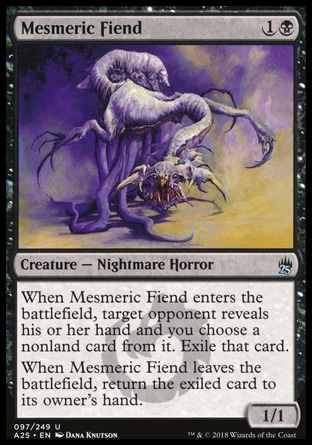 Mesmeric Fiend 1
Creature — Nightmare Horror
25
When Mesmeric Fiend enters the
battlefield, target opponent reveals
his or her hand and you choose a
nonland card from it. Exile that card.
When Mesmeric Fiend leaves the
battlefield, return the exiled card to
its owner's hand.
1/1
097/249 U
A25 • EN Dana Knutson
™ & © 2018 Wizards of the Coast